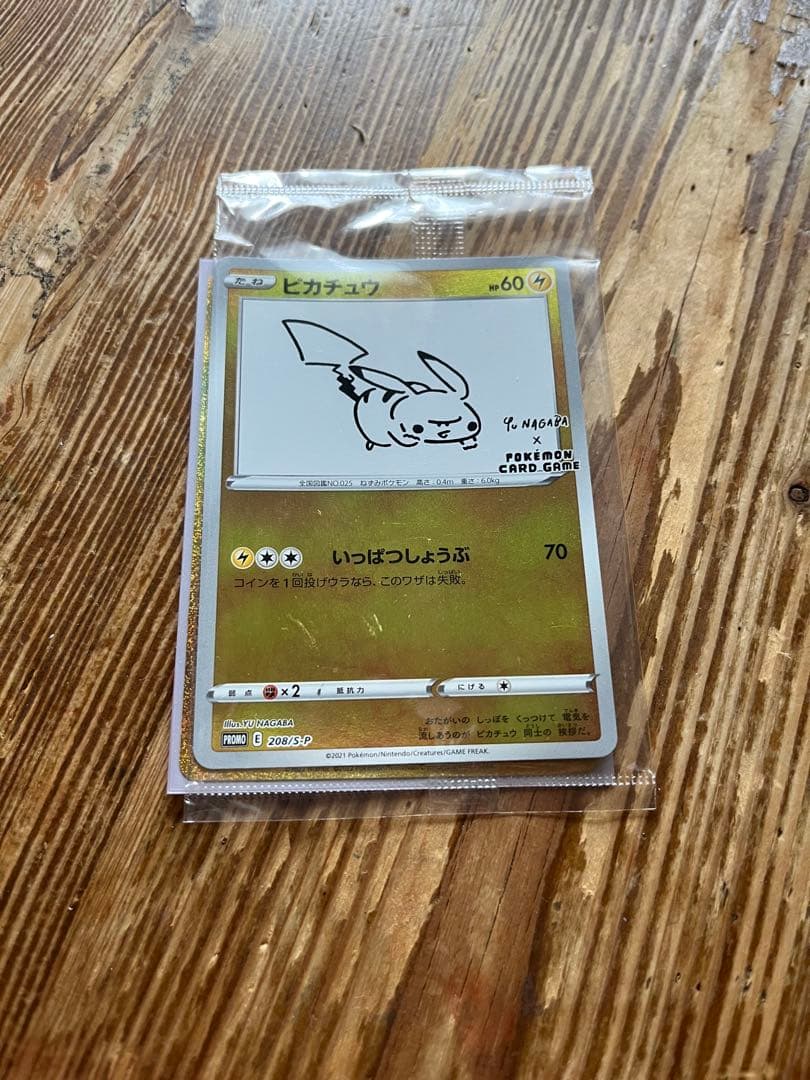 たね ピカチュウ HP60
Yu NAGABA
×
POKÉMON
CARD GAME
全国図鑑NO.025 ねずみポケモン 高さ:0.4m 重さ:6.0kg
いっぱつしょうぶ 70
コインを1回投げウラなら、このワザは失敗。
弱点 ×2 抵抗力 にげる
Illus.YU NAGABA
PROMO E 208/S-P
おたがいの しっぽを くっつけて 電気を
流しあうのが ピカチュウ 同士の 挨拶だ。
©2021 Pokémon/Nintendo/Creatures/GAME FREAK.